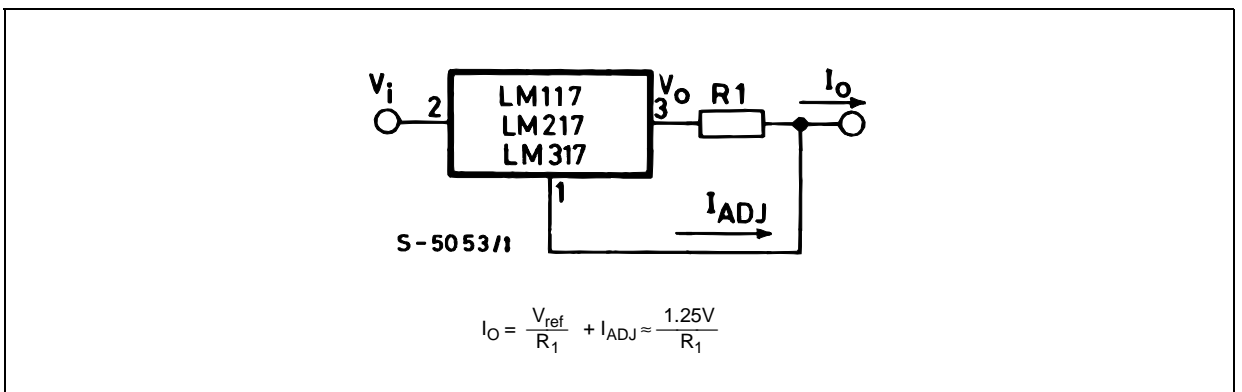 Vi
2
LM117
LM217
LM317
Vo
3
R1
Io
1
IADJ
S-5053/1
IO = Vref / R1 + IADJ ≈ 1.25V / R1